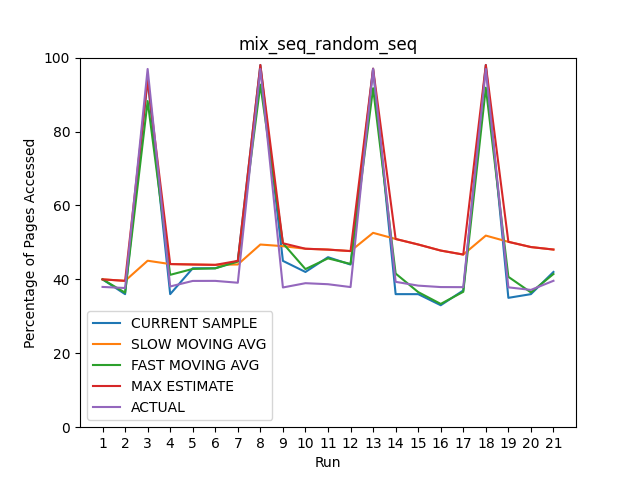 mix_seq_random_seq
Percentage of Pages Accessed
100
80
60
40
20
0
CURRENT SAMPLE
SLOW MOVING AVG
FAST MOVING AVG
MAX ESTIMATE
ACTUAL
1 2 3 4 5 6 7 8 9 10 11 12 13 14 15 16 17 18 19 20 21
Run